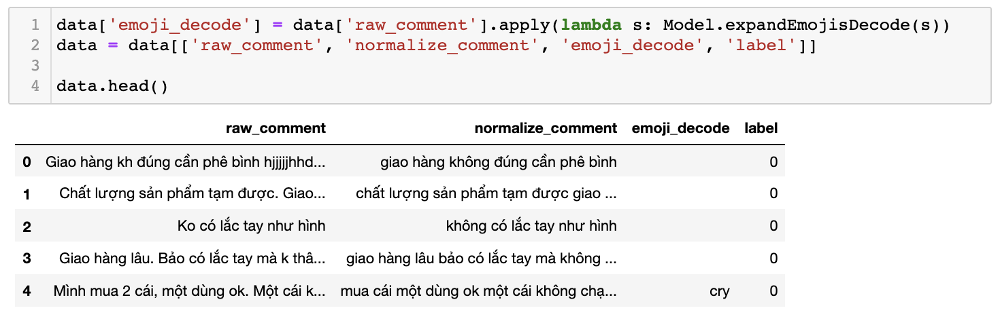 1 data['emoji_decode'] = data['raw_comment'].apply(lambda s: Model.expandEmojisDecode(s))
2 data = data[['raw_comment', 'normalize_comment', 'emoji_decode', 'label']]
3
4 data.head()
raw_comment normalize_comment emoji_decode label
0 Giao hàng kh đúng cần phê bình hjjjjjhhd... giao hàng không đúng cần phê bình 0
1 Chất lượng sản phẩm tạm được. Giao... chất lượng sản phẩm tạm được giao ... 0
2 Ko có lắc tay như hình không có lắc tay như hình 0
3 Giao hàng lâu. Bảo có lắc tay mà k thâ... giao hàng lâu bảo có lắc tay mà không ... 0
4 Mình mua 2 cái, một dùng ok. Một cái k... mua cái một dùng ok một cái không chạ... cry 0